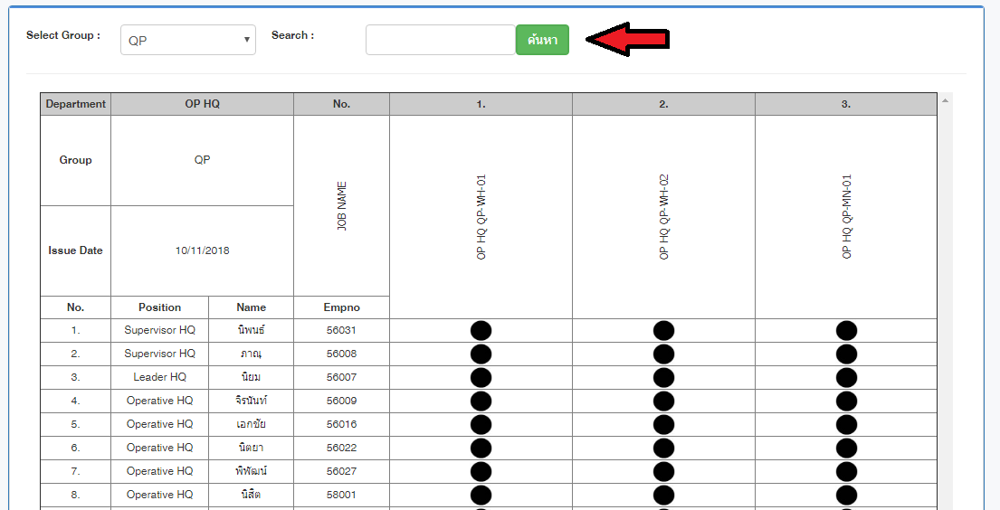 Select Group : QP Search : ค้นหา
Department OP HQ No. 1. 2. 3.
Group QP
JOB NAME
OP HQ QP-WH-01
OP HQ QP-WH-02
OP HQ QP-MN-01
Issue Date 10/11/2018
No. Position Name Empno
1. Supervisor HQ นิพนธ์ 56031
2. Supervisor HQ ภาณุ 56008
3. Leader HQ นิยม 56007
4. Operative HQ จิรนันท์ 56009
5. Operative HQ เอกชัย 56016
6. Operative HQ นิตยา 56022
7. Operative HQ พิพัฒน์ 56027
8. Operative HQ นิสิต 58001